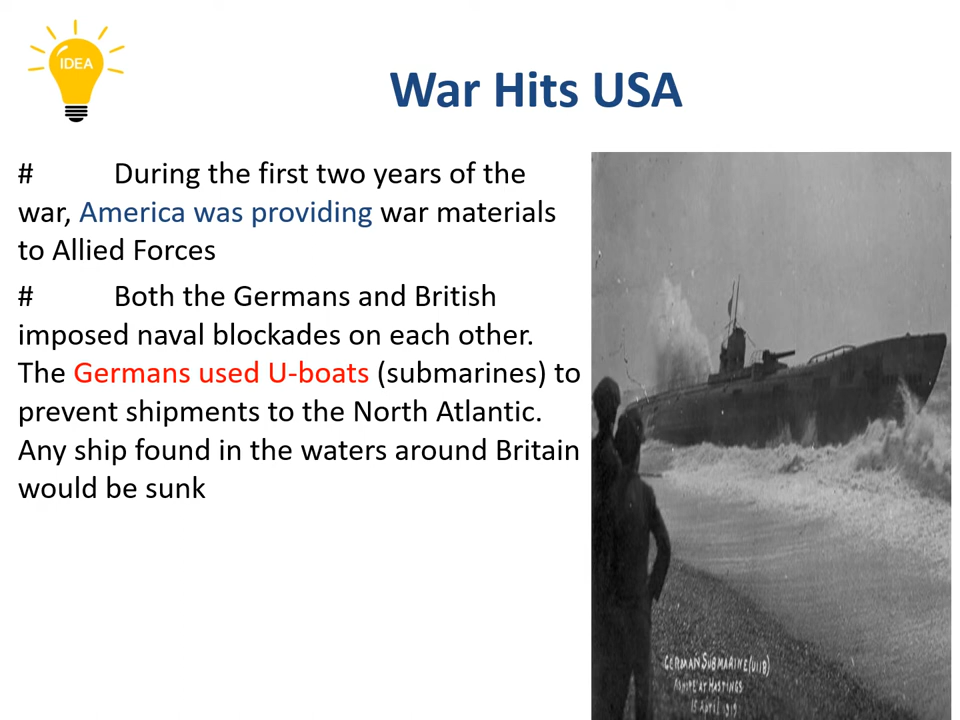 IDEA
War Hits USA
# During the first two years of the
war, America was providing war materials
to Allied Forces
# Both the Germans and British
imposed naval blockades on each other.
The Germans used U-boats (submarines) to
prevent shipments to the North Atlantic.
Any ship found in the waters around Britain
would be sunk
GERMAN SUBMARINE (U118)
AT HASTINGS
15 April 1919